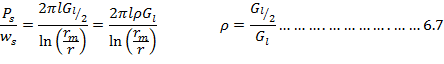 P_s/w_s = 2πlG_{l/2}/ln(r_m/r) = 2πlρG_l/ln(r_m/r)    ρ = G_{l/2}/G_l … … … . … … … … . … … 6.7